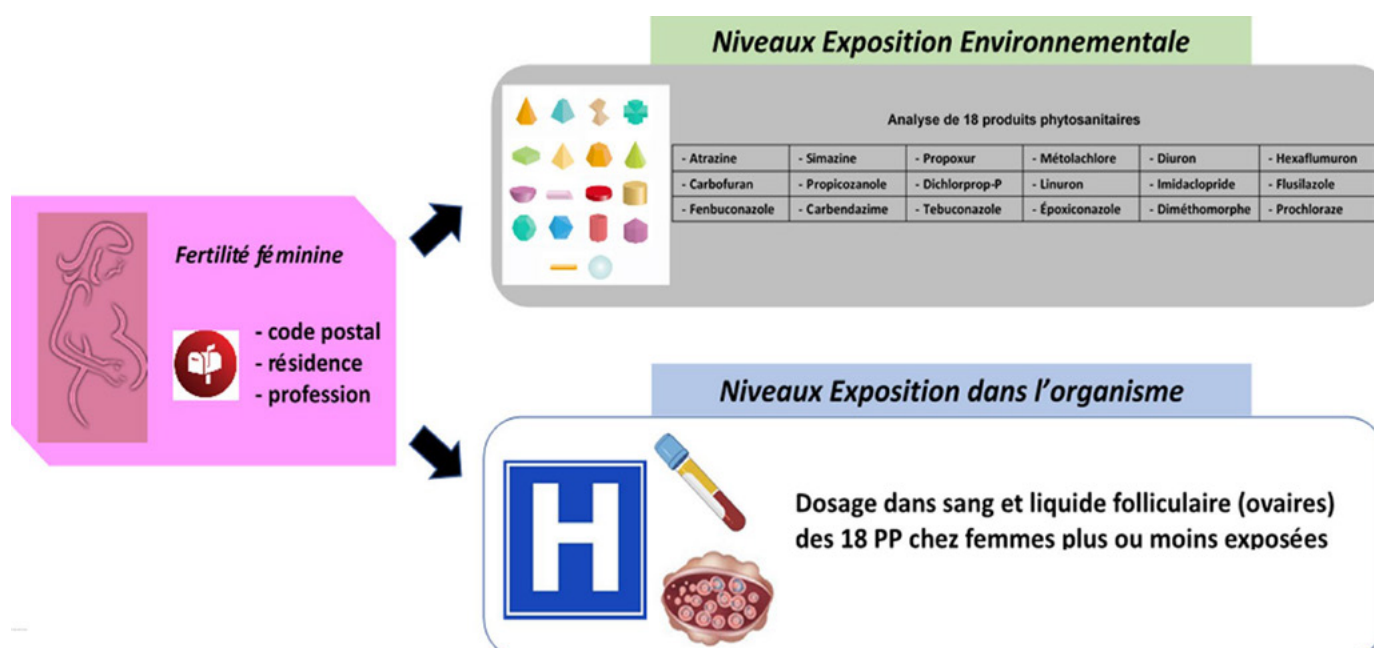 Niveaux Exposition Environnementale
Analyse de 18 produits phytosanitaires
- Atrazine - Simazine - Propoxur - Métolachlore - Diuron - Hexaflumuron
- Carbofuran - Propicozanole - Dichlorprop-P - Linuron - Imidaclopride - Flusilazole
- Fenbuconazole - Carbendazime - Tebuconazole - Époxiconazole - Diméthomorphe - Prochloraze
Fertilité féminine
- code postal
- résidence
- profession
Niveaux Exposition dans l'organisme
H
Dosage dans sang et liquide folliculaire (ovaires)
des 18 PP chez femmes plus ou moins exposées